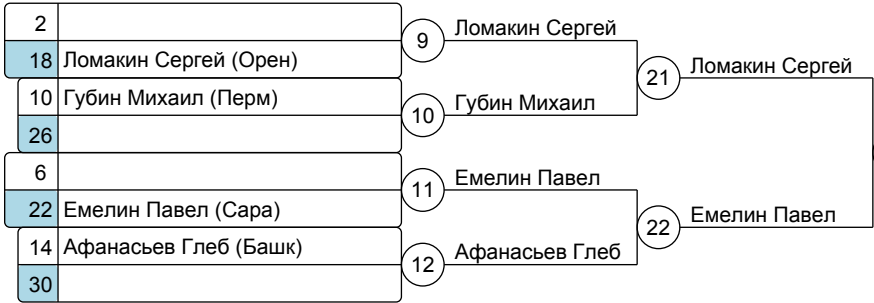 2
9
Ломакин Сергей
18 Ломакин Сергей (Орен)
21
Ломакин Сергей
10 Губин Михаил (Перм)
10
Губин Михаил
26
6
11
Емелин Павел
22 Емелин Павел (Сара)
22
Емелин Павел
14 Афанасьев Глеб (Башк)
12
Афанасьев Глеб
30